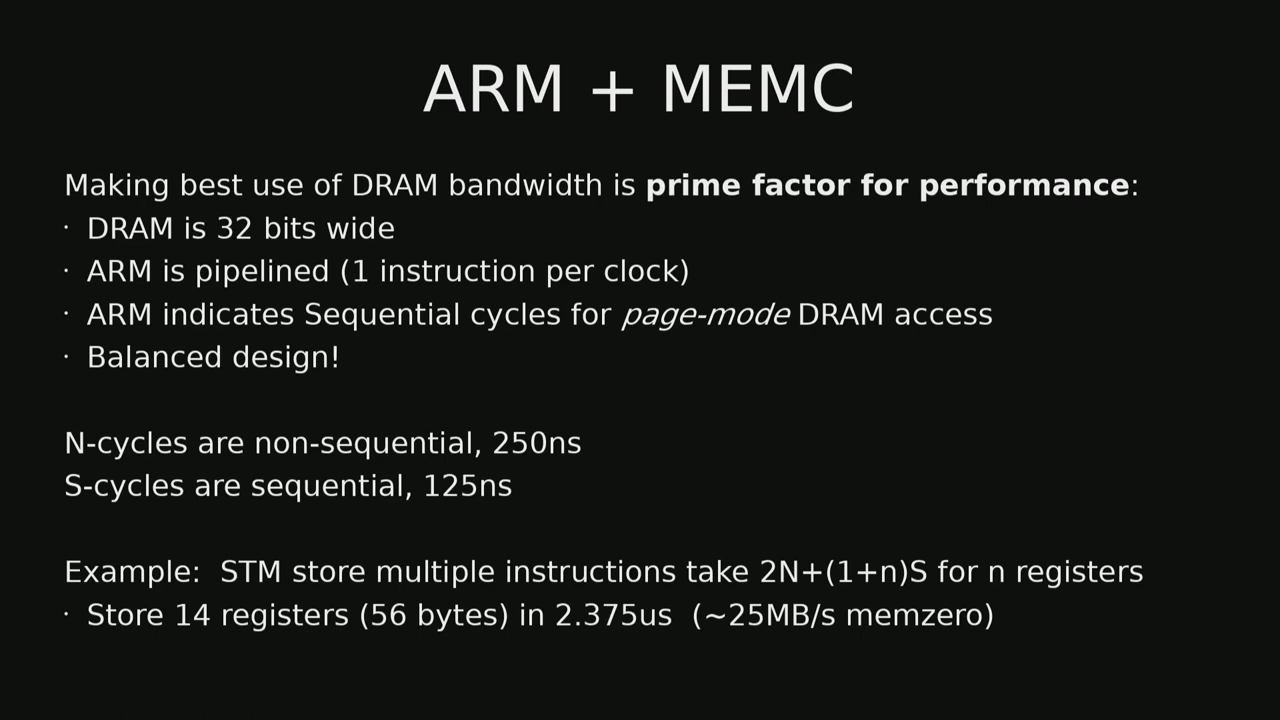 ARM + MEMC
Making best use of DRAM bandwidth is prime factor for performance:
· DRAM is 32 bits wide
· ARM is pipelined (1 instruction per clock)
· ARM indicates Sequential cycles for page-mode DRAM access
· Balanced design!
N-cycles are non-sequential, 250ns
S-cycles are sequential, 125ns
Example:  STM store multiple instructions take 2N+(1+n)S for n registers
· Store 14 registers (56 bytes) in 2.375us  (~25MB/s memzero)